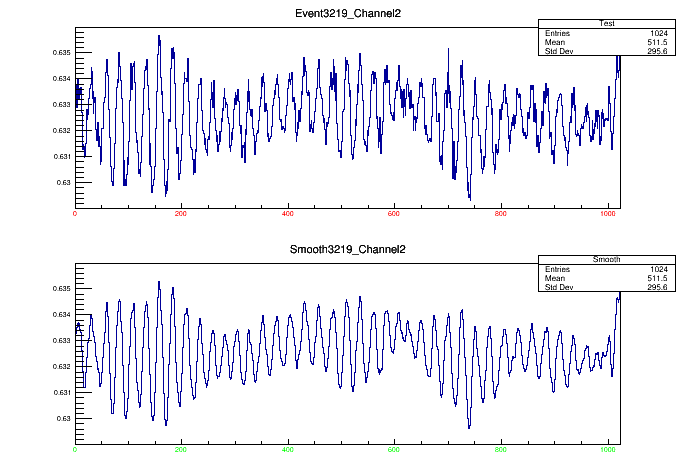 Event3219_Channel2
Test
Entries 1024
Mean 511.5
Std Dev 295.6
0.635
0.634
0.633
0.632
0.631
0.63
0 200 400 600 800 1000
Smooth3219_Channel2
Smooth
Entries 1024
Mean 511.5
Std Dev 295.6
0.635
0.634
0.633
0.632
0.631
0.63
0 200 400 600 800 1000